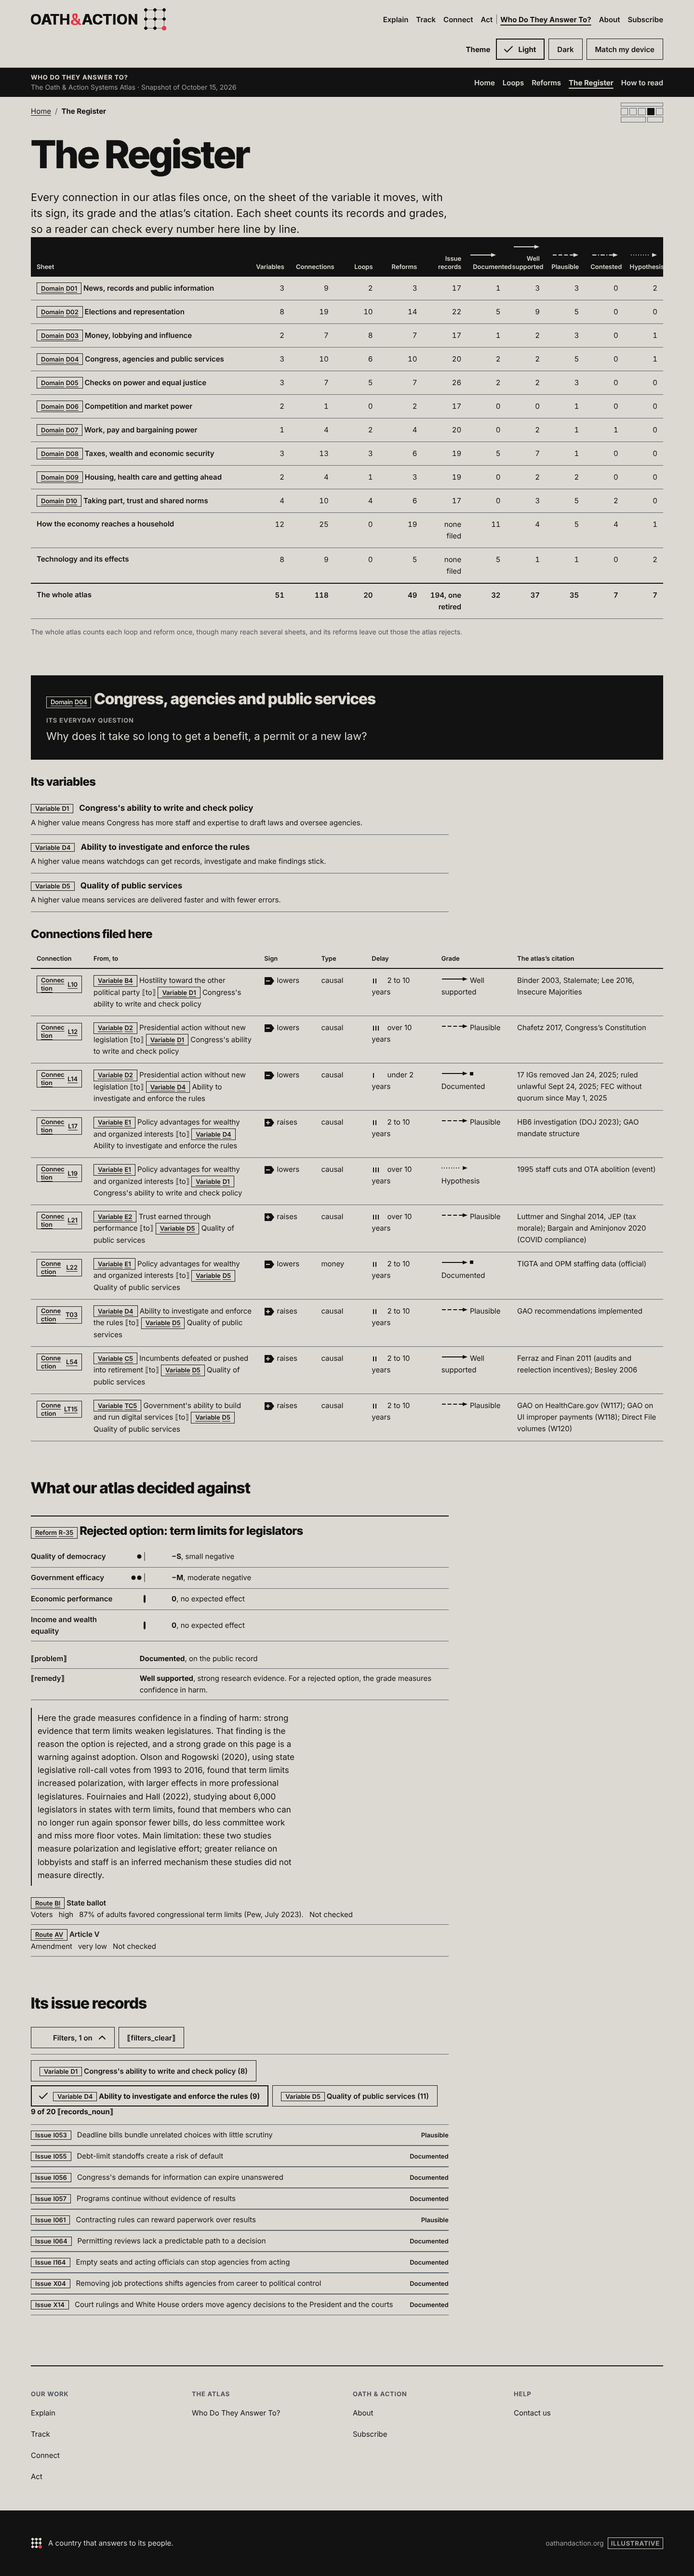 OATH&ACTION
Explain Track Connect Act Who Do They Answer To? About Subscribe
Theme Light Dark Match my device
WHO DO THEY ANSWER TO?
The Oath & Action Systems Atlas · Snapshot of October 15, 2026
Home Loops Reforms The Register How to read
Home / The Register
The Register
Every connection in our atlas files once, on the sheet of the variable it moves, with
its sign, its grade and the atlas's citation. Each sheet counts its records and grades,
so a reader can check every number here line by line.
Sheet Variables Connections Loops Reforms Issue records Documented Well supported Plausible Contested Hypothesis
Domain D01 News, records and public information 3 9 2 3 17 1 3 3 0 2
Domain D02 Elections and representation 8 19 10 14 22 5 9 5 0 0
Domain D03 Money, lobbying and influence 2 7 8 7 17 1 2 3 0 1
Domain D04 Congress, agencies and public services 3 10 6 10 20 2 2 5 0 1
Domain D05 Checks on power and equal justice 3 7 5 7 26 2 2 3 0 0
Domain D06 Competition and market power 2 1 0 2 17 0 0 1 0 0
Domain D07 Work, pay and bargaining power 1 4 2 4 20 0 2 1 1 0
Domain D08 Taxes, wealth and economic security 3 13 3 6 19 5 7 1 0 0
Domain D09 Housing, health care and getting ahead 2 4 1 3 19 0 2 2 0 0
Domain D10 Taking part, trust and shared norms 4 10 4 6 17 0 3 5 2 0
How the economy reaches a household 12 25 0 19 none filed 11 4 5 4 1
Technology and its effects 8 9 0 5 none filed 5 1 1 0 2
The whole atlas 51 118 20 49 194, one retired 32 37 35 7 7
The whole atlas counts each loop and reform once, though many reach several sheets, and its reforms leave out those the atlas rejects.
Domain D04 Congress, agencies and public services
ITS EVERYDAY QUESTION
Why does it take so long to get a benefit, a permit or a new law?
Its variables
Variable D1 Congress's ability to write and check policy
A higher value means Congress has more staff and expertise to draft laws and oversee agencies.
Variable D4 Ability to investigate and enforce the rules
A higher value means watchdogs can get records, investigate and make findings stick.
Variable D5 Quality of public services
A higher value means services are delivered faster and with fewer errors.
Connections filed here
Connection From, to Sign Type Delay Grade The atlas's citation
Connection L10 Variable B4 Hostility toward the other political party ⟦to⟧ Variable D1 Congress's ability to write and check policy lowers causal 2 to 10 years Well supported Binder 2003, Stalemate; Lee 2016, Insecure Majorities
Connection L12 Variable D2 Presidential action without new legislation ⟦to⟧ Variable D1 Congress's ability to write and check policy lowers causal over 10 years Plausible Chafetz 2017, Congress's Constitution
Connection L14 Variable D2 Presidential action without new legislation ⟦to⟧ Variable D4 Ability to investigate and enforce the rules lowers causal under 2 years Documented 17 IGs removed Jan 24, 2025; ruled unlawful Sept 24, 2025; FEC without quorum since May 1, 2025
Connection L17 Variable E1 Policy advantages for wealthy and organized interests ⟦to⟧ Variable D4 Ability to investigate and enforce the rules raises causal 2 to 10 years Plausible HB6 investigation (DOJ 2023); GAO mandate structure
Connection L19 Variable E1 Policy advantages for wealthy and organized interests ⟦to⟧ Variable D1 Congress's ability to write and check policy lowers causal over 10 years Hypothesis 1995 staff cuts and OTA abolition (event)
Connection L21 Variable E2 Trust earned through performance ⟦to⟧ Variable D5 Quality of public services raises causal over 10 years Plausible Luttmer and Singhal 2014, JEP (tax morale); Bargain and Aminjonov 2020 (COVID compliance)
Connection L22 Variable E1 Policy advantages for wealthy and organized interests ⟦to⟧ Variable D5 Quality of public services lowers money 2 to 10 years Documented TIGTA and OPM staffing data (official)
Connection T03 Variable D4 Ability to investigate and enforce the rules ⟦to⟧ Variable D5 Quality of public services raises causal 2 to 10 years Plausible GAO recommendations implemented
Connection L54 Variable C5 Incumbents defeated or pushed into retirement ⟦to⟧ Variable D5 Quality of public services raises causal 2 to 10 years Well supported Ferraz and Finan 2011 (audits and reelection incentives); Besley 2006
Connection LT15 Variable TC5 Government's ability to build and run digital services ⟦to⟧ Variable D5 Quality of public services raises causal 2 to 10 years Plausible GAO on HealthCare.gov (W117); GAO on UI improper payments (W118); Direct File volumes (W120)
What our atlas decided against
Reform R-35 Rejected option: term limits for legislators
Quality of democracy −S, small negative
Government efficacy −M, moderate negative
Economic performance 0, no expected effect
Income and wealth equality 0, no expected effect
⟦problem⟧ Documented, on the public record
⟦remedy⟧ Well supported, strong research evidence. For a rejected option, the grade measures
confidence in harm.
Here the grade measures confidence in a finding of harm: strong
evidence that term limits weaken legislatures. That finding is the
reason the option is rejected, and a strong grade on this page is a
warning against adoption. Olson and Rogowski (2020), using state
legislative roll-call votes from 1993 to 2016, found that term limits
increased polarization, with larger effects in more professional
legislatures. Fouirnaies and Hall (2022), studying about 6,000
legislators in states with term limits, found that members who can
no longer run again sponsor fewer bills, do less committee work
and miss more floor votes. Main limitation: these two studies
measure polarization and legislative effort; greater reliance on
lobbyists and staff is an inferred mechanism these studies did not
measure directly.
Route BI State ballot
Voters high 87% of adults favored congressional term limits (Pew, July 2023). Not checked
Route AV Article V
Amendment very low Not checked
Its issue records
Filters, 1 on ⟦filters_clear⟧
Variable D1 Congress's ability to write and check policy (8)
Variable D4 Ability to investigate and enforce the rules (9) Variable D5 Quality of public services (11)
9 of 20 ⟦records_noun⟧
Issue I053 Deadline bills bundle unrelated choices with little scrutiny Plausible
Issue I055 Debt-limit standoffs create a risk of default Documented
Issue I056 Congress's demands for information can expire unanswered Documented
Issue I057 Programs continue without evidence of results Documented
Issue I061 Contracting rules can reward paperwork over results Plausible
Issue I064 Permitting reviews lack a predictable path to a decision Documented
Issue I164 Empty seats and acting officials can stop agencies from acting Documented
Issue X04 Removing job protections shifts agencies from career to political control Documented
Issue X14 Court rulings and White House orders move agency decisions to the President and the courts Documented
OUR WORK THE ATLAS OATH & ACTION HELP
Explain Who Do They Answer To? About Contact us
Track Subscribe
Connect
Act
A country that answers to its people. oathandaction.org ILLUSTRATIVE